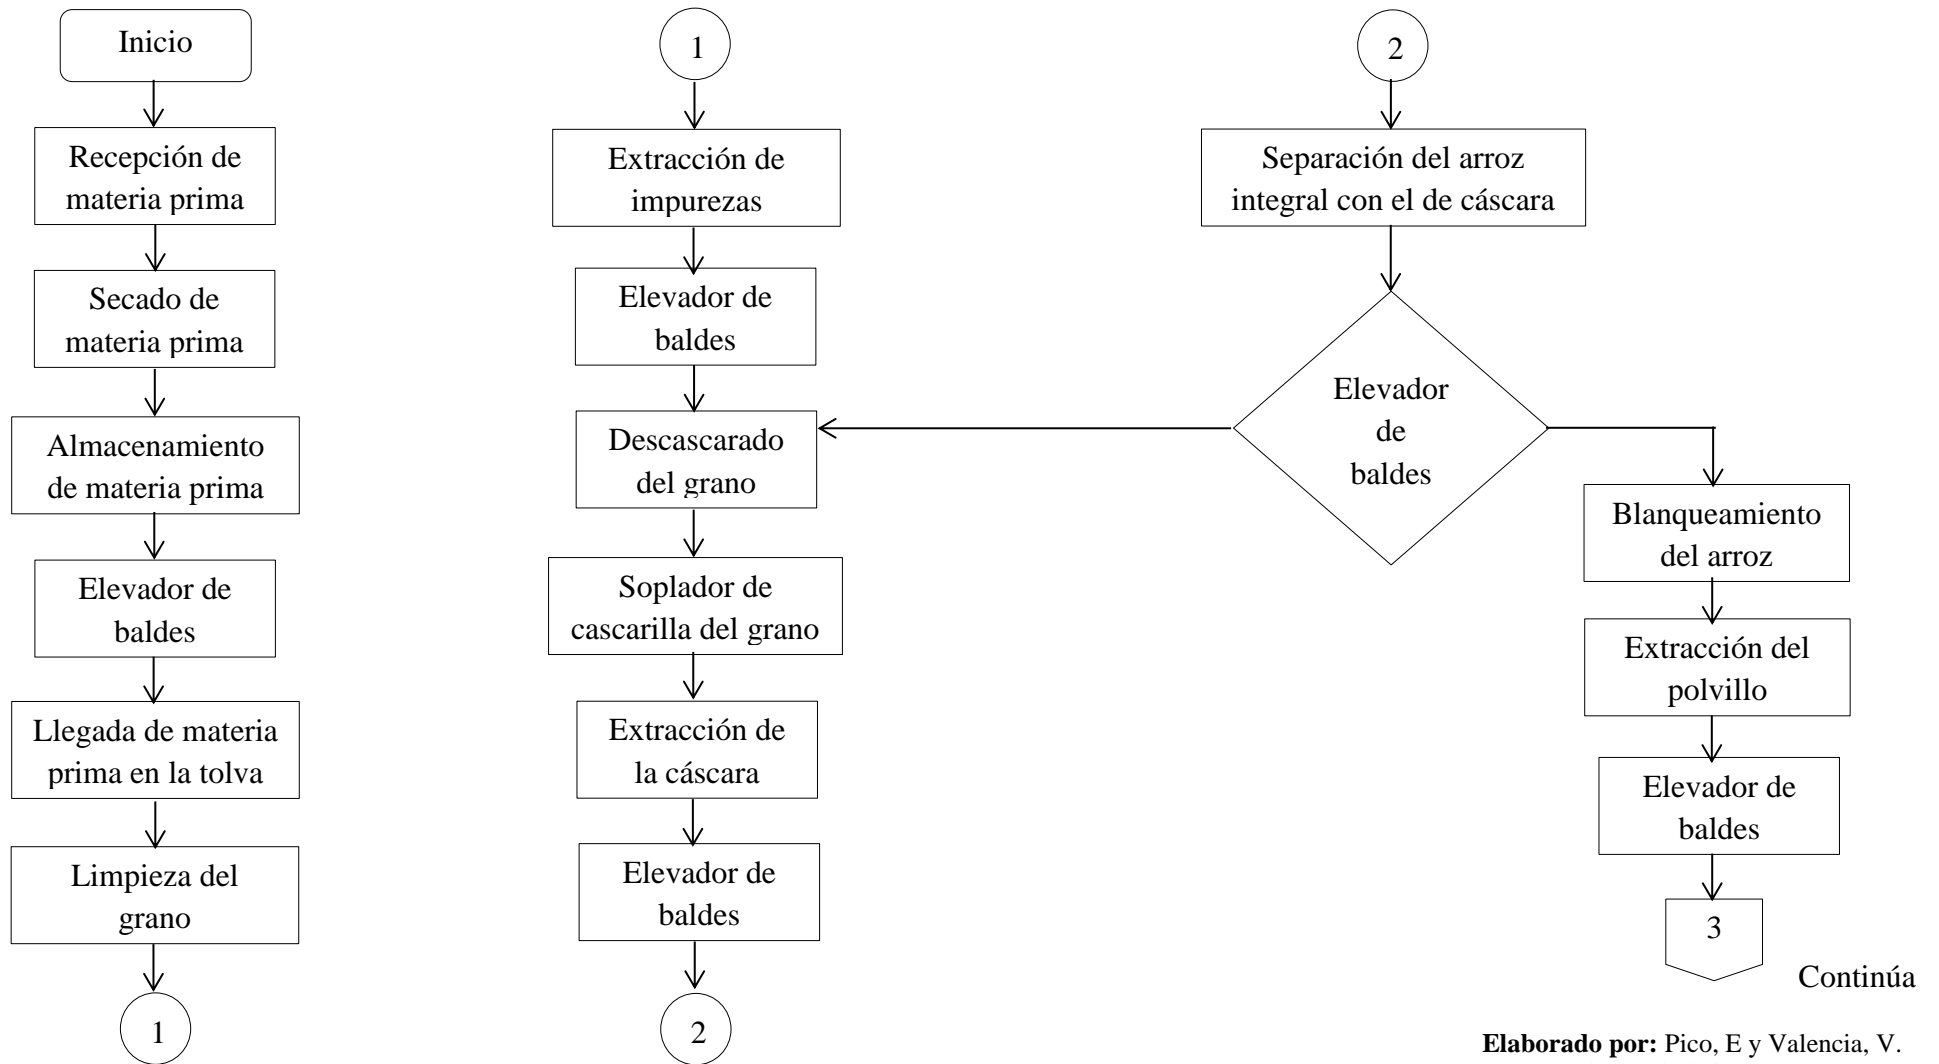 Inicio
Recepción de
materia prima
Secado de
materia prima
Almacenamiento
de materia prima
Elevador de
baldes
Llegada de materia
prima en la tolva
Limpieza del
grano
1
1
Extracción de
impurezas
Elevador de
baldes
Descascarado
del grano
Soplador de
cascarilla del grano
Extracción de
la cáscara
Elevador de
baldes
2
2
Separación del arroz
integral con el de cáscara
Elevador
de
baldes
Blanqueamiento
del arroz
Extracción del
polvillo
Elevador de
baldes
3
Continúa
Elaborado por: Pico, E y Valencia, V.